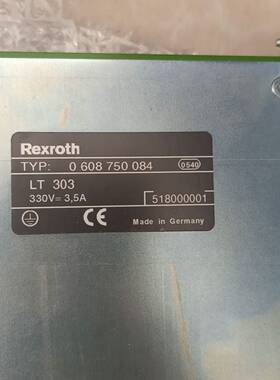 Rexroth
TYP: 0 608 750 084 0540
LT 303
330V= 3,5A 518000001
CE Made in Germany